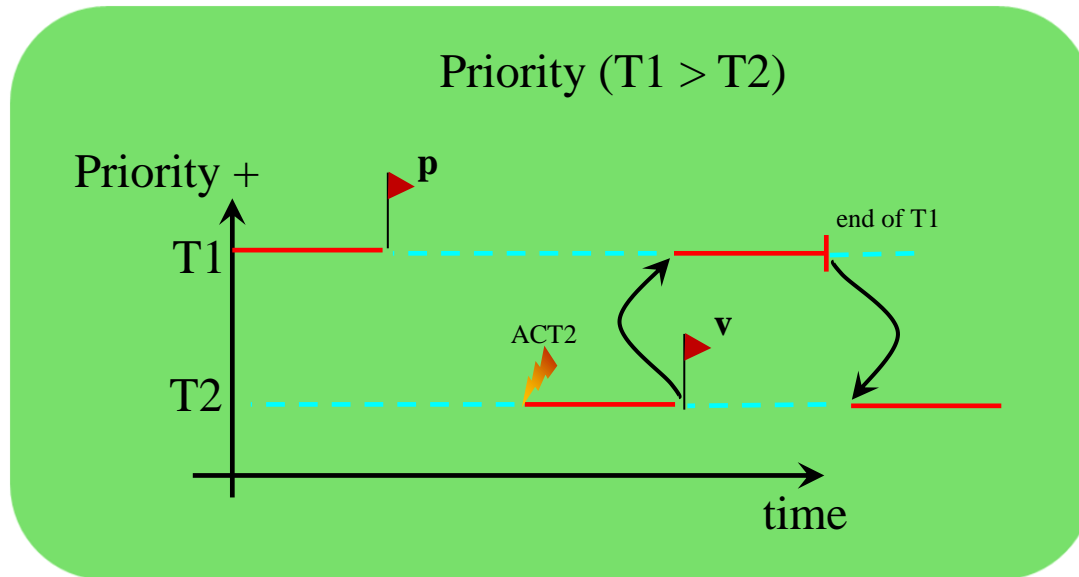 Priority (T1 > T2)
Priority +
p
end of T1
T1
ACT2
v
T2
time